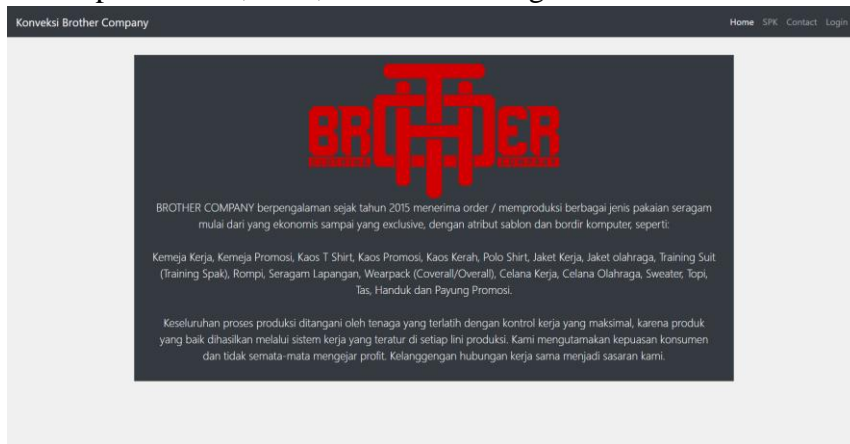 Konveksi Brother Company
Home SPK Contact Login
BROTHER
CLOTHING COMPANY
BROTHER COMPANY berpengalaman sejak tahun 2015 menerima order / memproduksi berbagai jenis pakaian seragam
mulai dari yang ekonomis sampai yang exclusive, dengan atribut sablon dan bordir komputer, seperti:
Kemeja Kerja, Kemeja Promosi, Kaos T Shirt, Kaos Promosi, Kaos Kerah, Polo Shirt, Jaket Kerja, Jaket olahraga, Training Suit
(Training Spak), Rompi, Seragam Lapangan, Wearpack (Coverall/Overall), Celana Kerja, Celana Olahraga, Sweater, Topi,
Tas, Handuk dan Payung Promosi.
Keseluruhan proses produksi ditangani oleh tenaga yang terlatih dengan kontrol kerja yang maksimal, karena produk
yang baik dihasilkan melalui sistem kerja yang teratur di setiap lini produksi. Kami mengutamakan kepuasan konsumen
dan tidak semata-mata mengejar profit. Kelanggengan hubungan kerja sama menjadi sasaran kami.